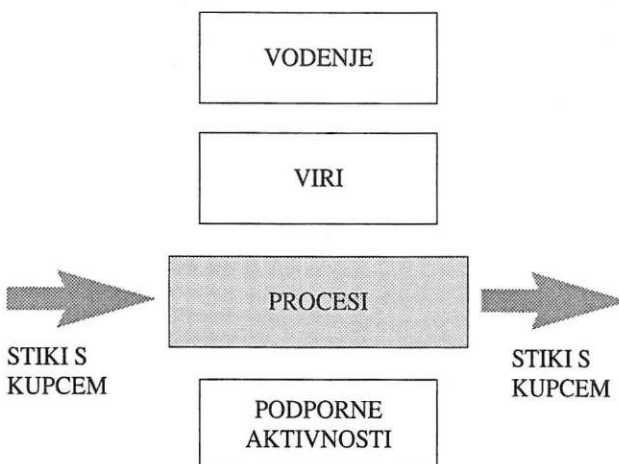 VODENJE
VIRI
PROCESI
STIKI S
KUPCEM
STIKI S
KUPCEM
PODPORNE
AKTIVNOSTI